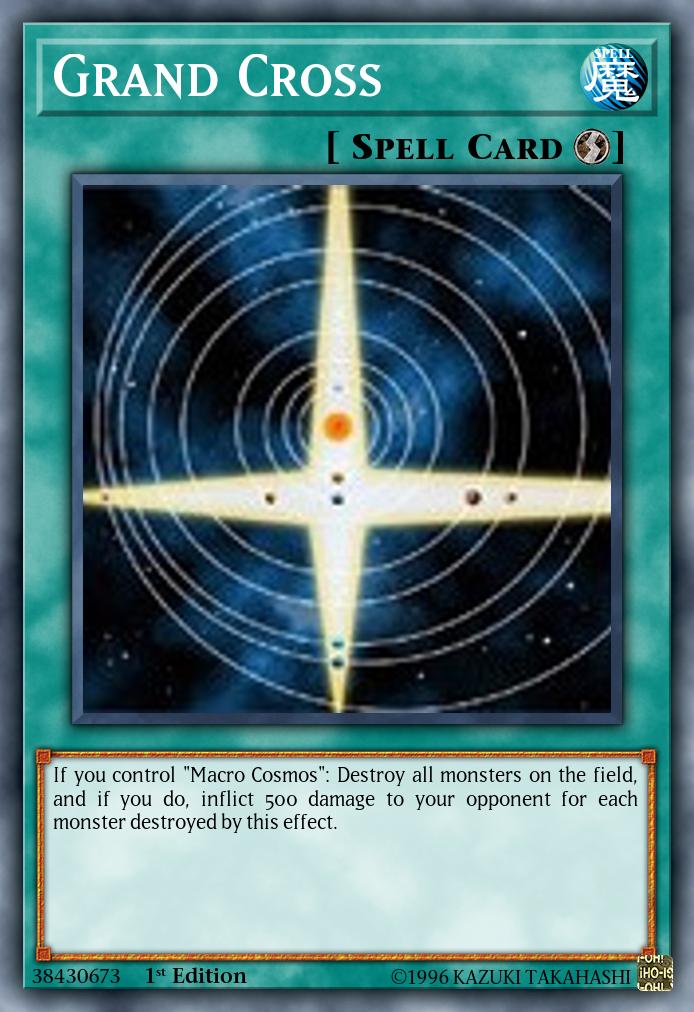 GRAND CROSS
SPELL
魔
[ SPELL CARD ]
If you control "Macro Cosmos": Destroy all monsters on the field,
and if you do, inflict 500 damage to your opponent for each
monster destroyed by this effect.
38430673 1st Edition ©1996 KAZUKI TAKAHASHI